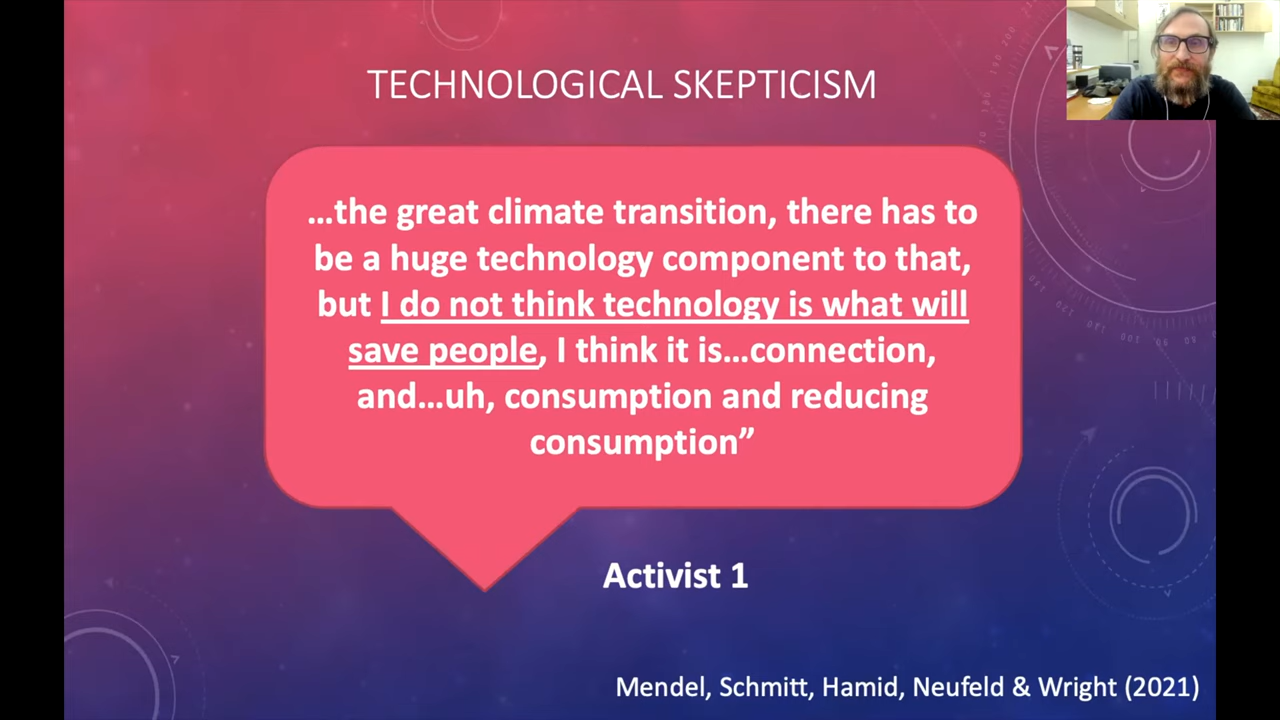 TECHNOLOGICAL SKEPTICISM
…the great climate transition, there has to
be a huge technology component to that,
but I do not think technology is what will
save people, I think it is…connection,
and…uh, consumption and reducing
consumption”
Activist 1
Mendel, Schmitt, Hamid, Neufeld & Wright (2021)